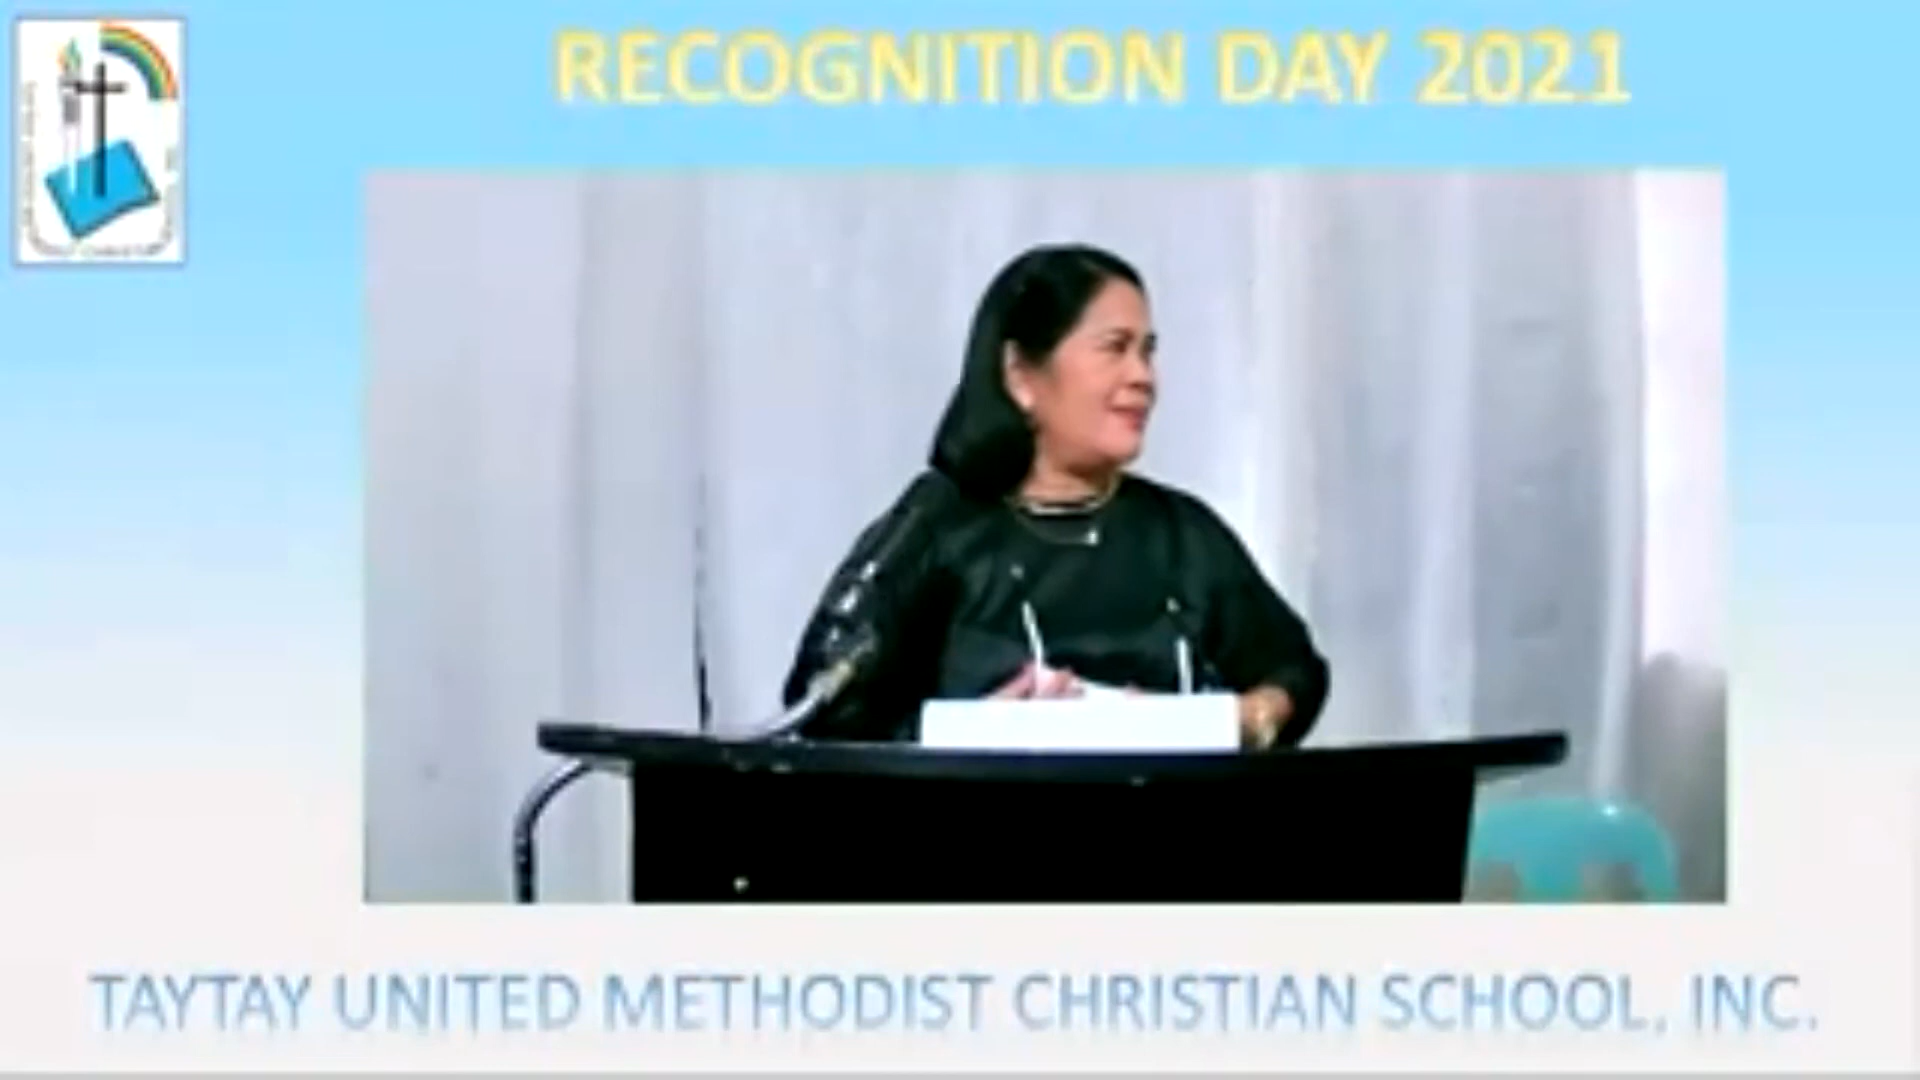 RECOGNITION DAY 2021
TAYTAY UNITED METHODIST CHRISTIAN SCHOOL, INC.